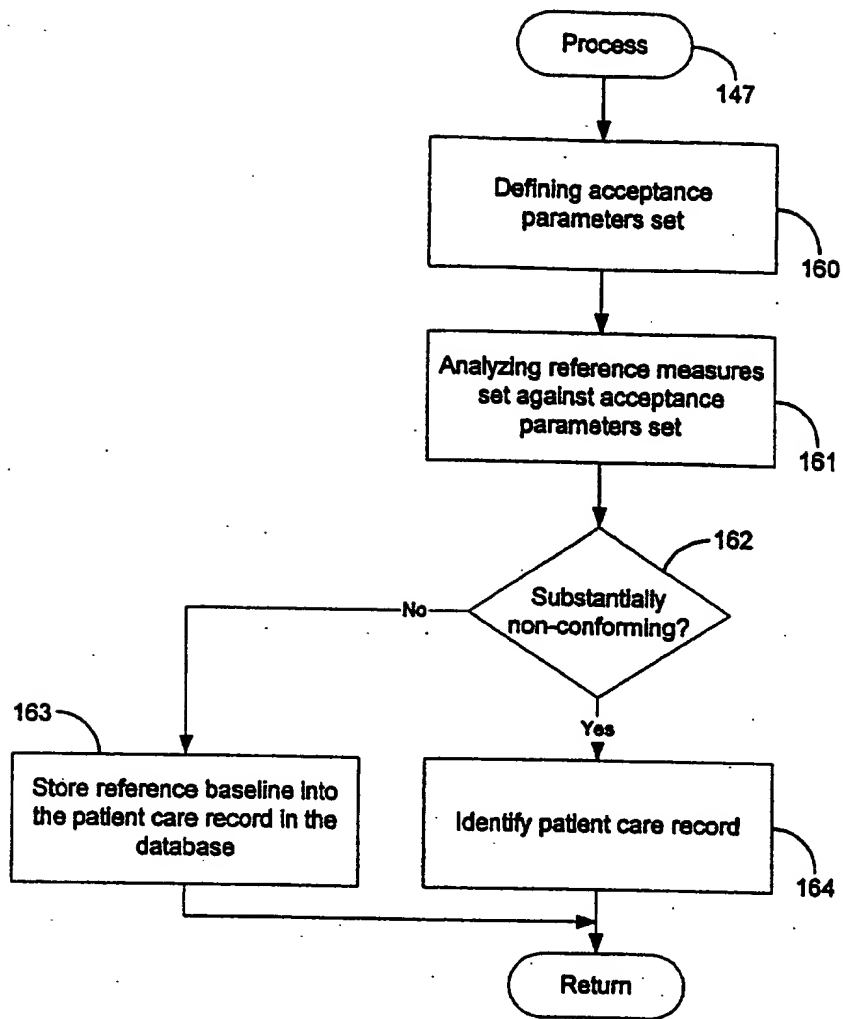 Process
147
Defining acceptance
parameters set
160
Analyzing reference measures
set against acceptance
parameters set
161
162
Substantially
non-conforming?
No
Yes
163
Store reference baseline into
the patient care record in the
database
Identify patient care record
164
Return